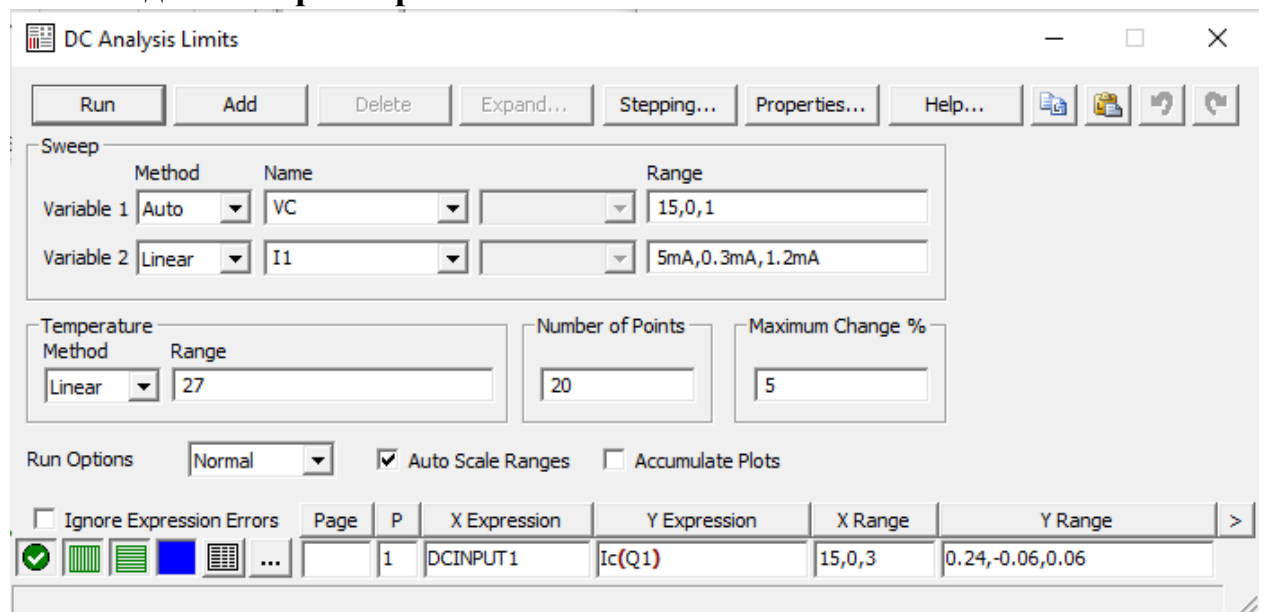 DC Analysis Limits
Run Add Delete Expand... Stepping... Properties... Help...
Sweep
Method Name Range
Variable 1 Auto VC 15,0,1
Variable 2 Linear I1 5mA,0.3mA,1.2mA
Temperature Number of Points Maximum Change %
Method Range
Linear 27 20 5
Run Options Normal Auto Scale Ranges Accumulate Plots
Ignore Expression Errors Page P X Expression Y Expression X Range Y Range >
... 1 DCINPUT1 Ic(Q1) 15,0,3 0.24,-0.06,0.06